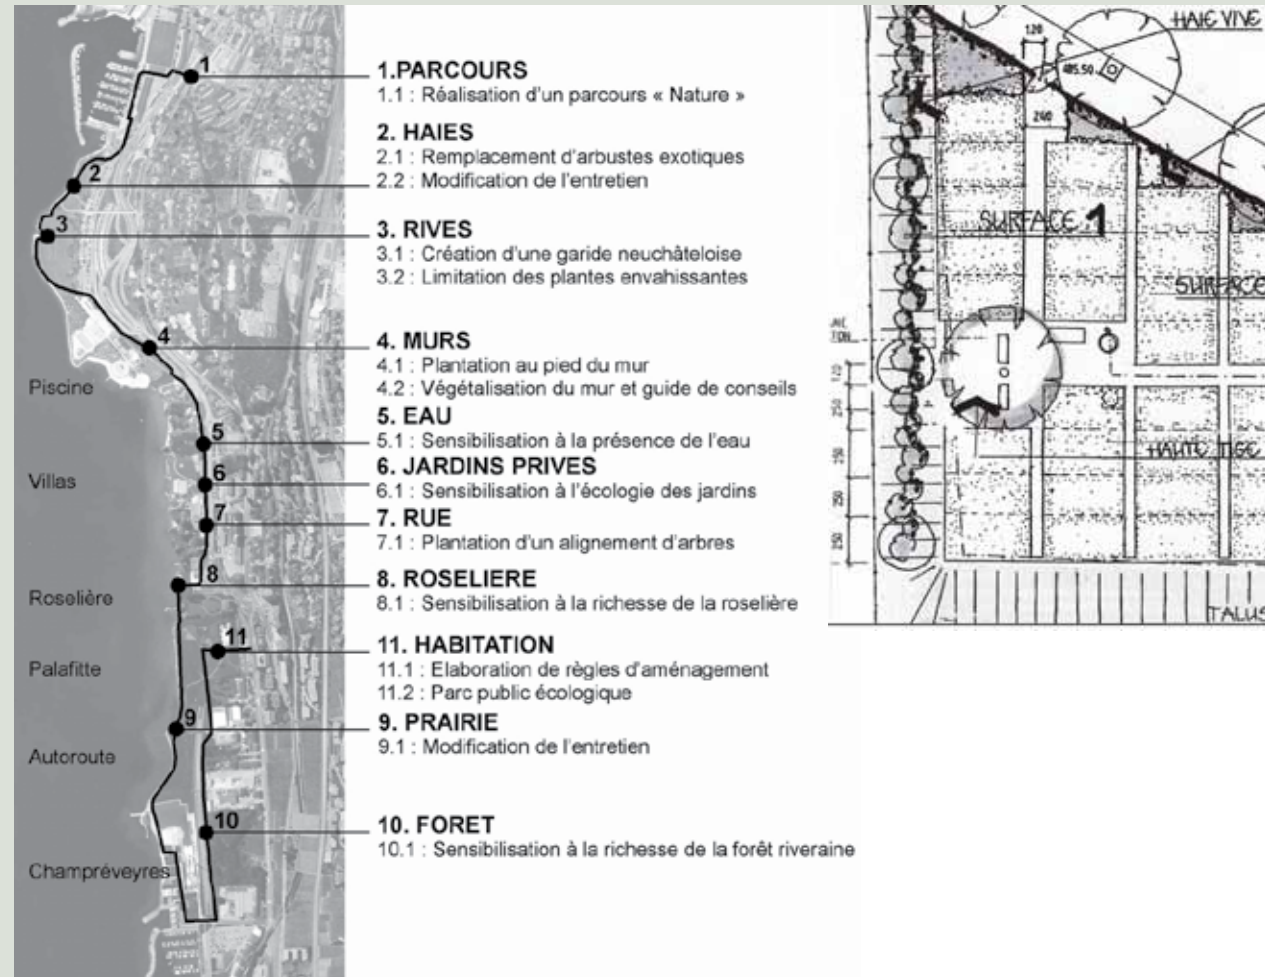 1
2
3
4
Piscine
5
Villas
6
7
8
Roselière
11
Palafitte
9
Autoroute
10
Champréveyres
1.PARCOURS
1.1 : Réalisation d'un parcours « Nature »
2. HAIES
2.1 : Remplacement d'arbustes exotiques
2.2 : Modification de l'entretien
3. RIVES
3.1 : Création d'une garide neuchâteloise
3.2 : Limitation des plantes envahissantes
4. MURS
4.1 : Plantation au pied du mur
4.2 : Végétalisation du mur et guide de conseils
5. EAU
5.1 : Sensibilisation à la présence de l'eau
6. JARDINS PRIVES
6.1 : Sensibilisation à l'écologie des jardins
7. RUE
7.1 : Plantation d'un alignement d'arbres
8. ROSELIERE
8.1 : Sensibilisation à la richesse de la roselière
11. HABITATION
11.1 : Elaboration de règles d'aménagement
11.2 : Parc public écologique
9. PRAIRIE
9.1 : Modification de l'entretien
10. FORET
10.1 : Sensibilisation à la richesse de la forêt riveraine
HAIE VIVE
120
485.50
240
SURFACE 1
SURFACE
170
250
HAUTE TIGE
250
250
250
TALUS